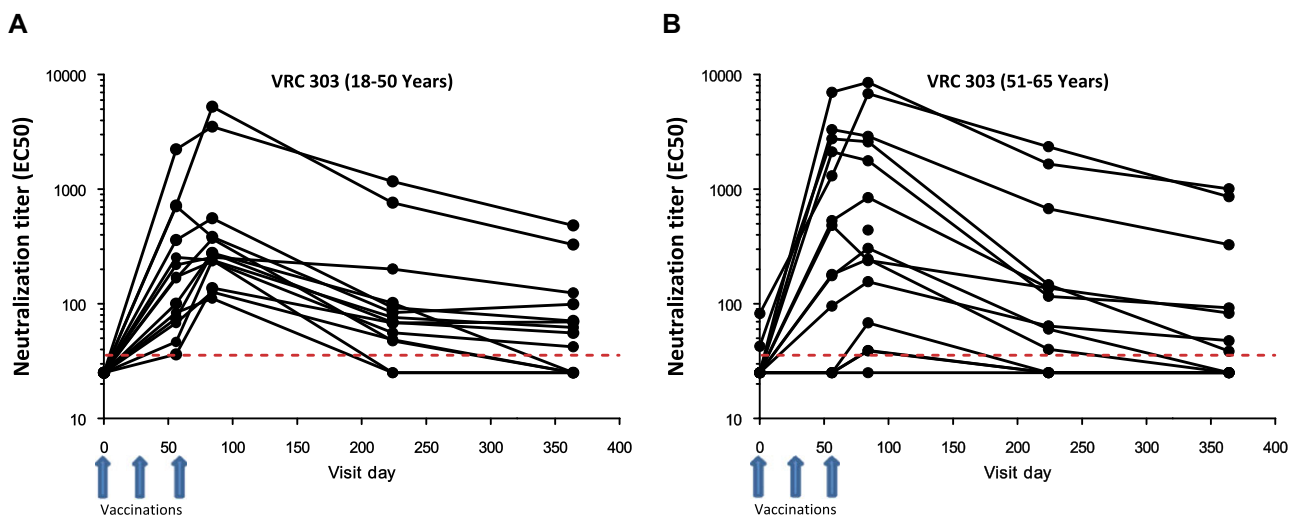 A
VRC 303 (18-50 Years)
Neutralization titer (EC50)
10000
1000
100
10
0 50 100 150 200 250 300 350 400
Visit day
Vaccinations
B
VRC 303 (51-65 Years)
Neutralization titer (EC50)
10000
1000
100
10
0 50 100 150 200 250 300 350 400
Visit day
Vaccinations